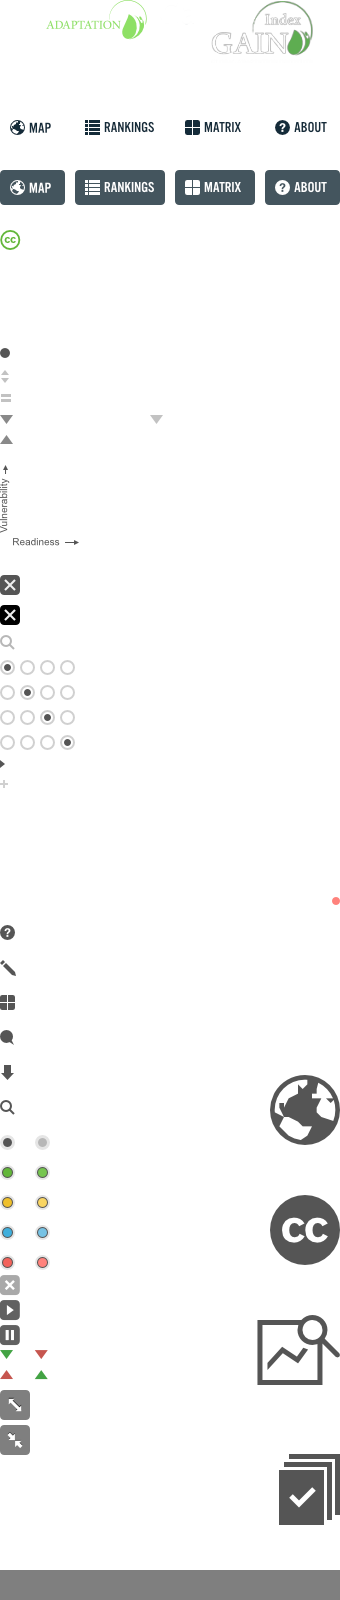 ADAPTATION
Index
GAIN
MAP RANKINGS MATRIX ? ABOUT
MAP RANKINGS MATRIX ? ABOUT
cc
Vulnerability
Readiness
?
CC